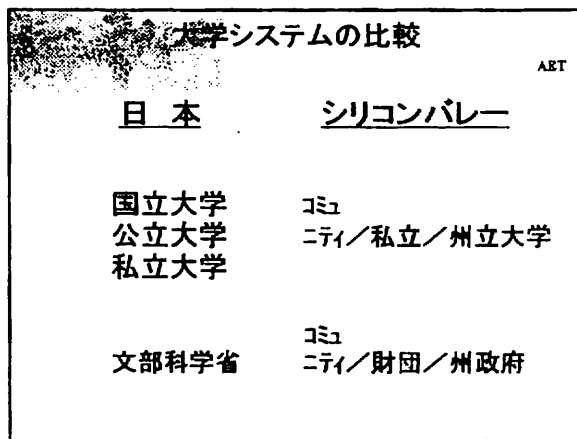 大学システムの比較
ART
日 本
シリコンバレー
国立大学
公立大学
私立大学
コミュ
ニティ/私立/州立大学
文部科学省
コミュ
ニティ/財団/州政府